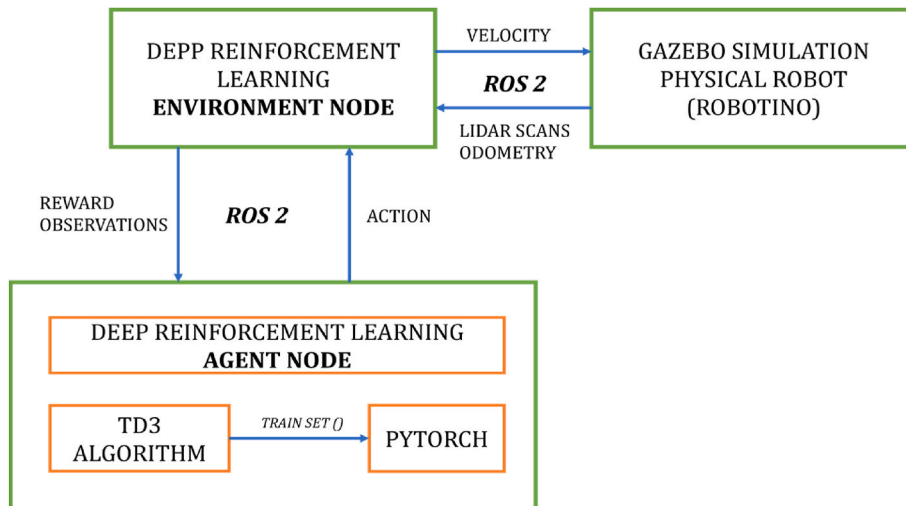 DEPP REINFORCEMENT
LEARNING
ENVIRONMENT NODE
VELOCITY
ROS 2
LIDAR SCANS
ODOMETRY
GAZEBO SIMULATION
PHYSICAL ROBOT
(ROBOTINO)
REWARD
OBSERVATIONS
ROS 2
ACTION
DEEP REINFORCEMENT LEARNING
AGENT NODE
TD3
ALGORITHM
TRAIN SET ()
PYTORCH